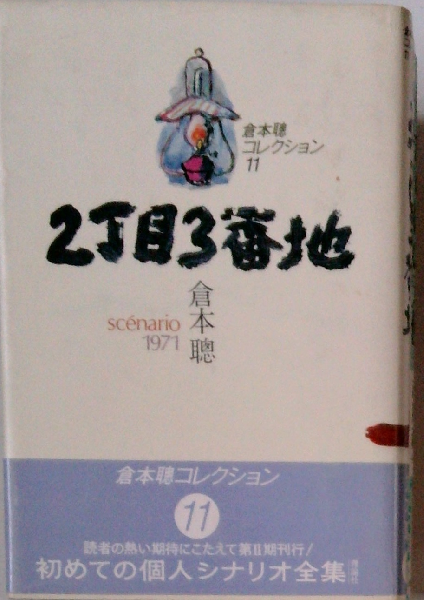 倉本聰
コレクション
11
2丁目3番地
倉本聰
scénario
1971
倉本聰コレクション
11
読者の熱い期待にこたえて第Ⅱ期刊行!
初めての個人シナリオ全集
理論社